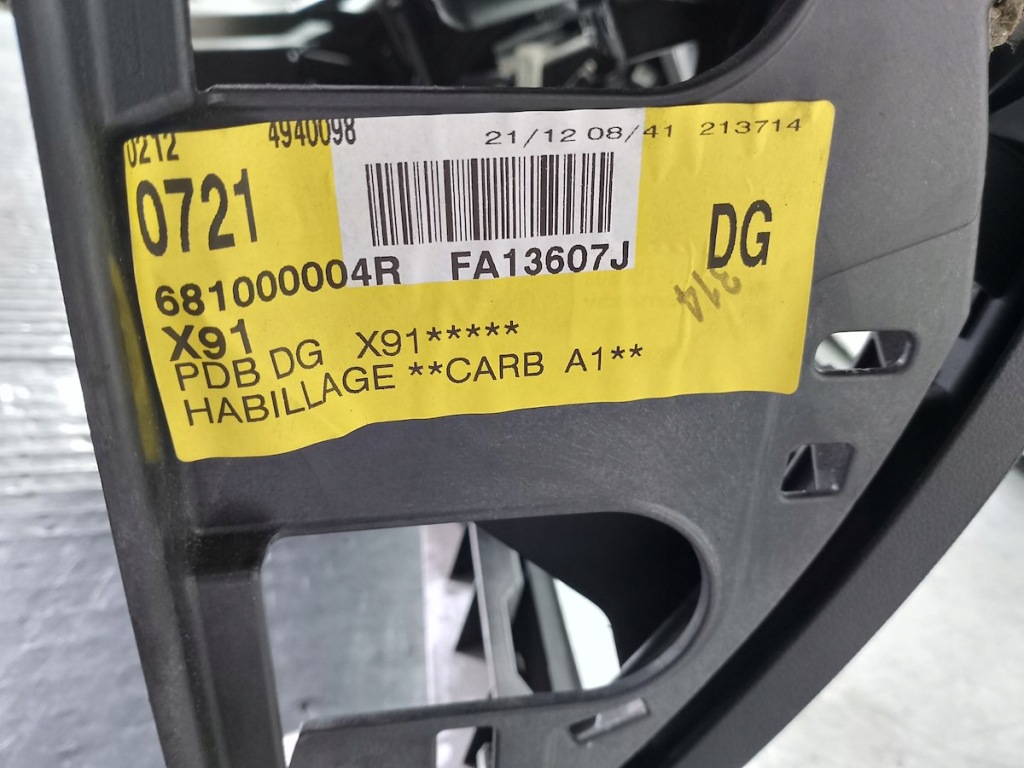 0212 4940098 21/12 08/41 213714
0721
DG
681000004R FA13607J
314
X91
PDB DG X91*****
HABILLAGE **CARB A1**